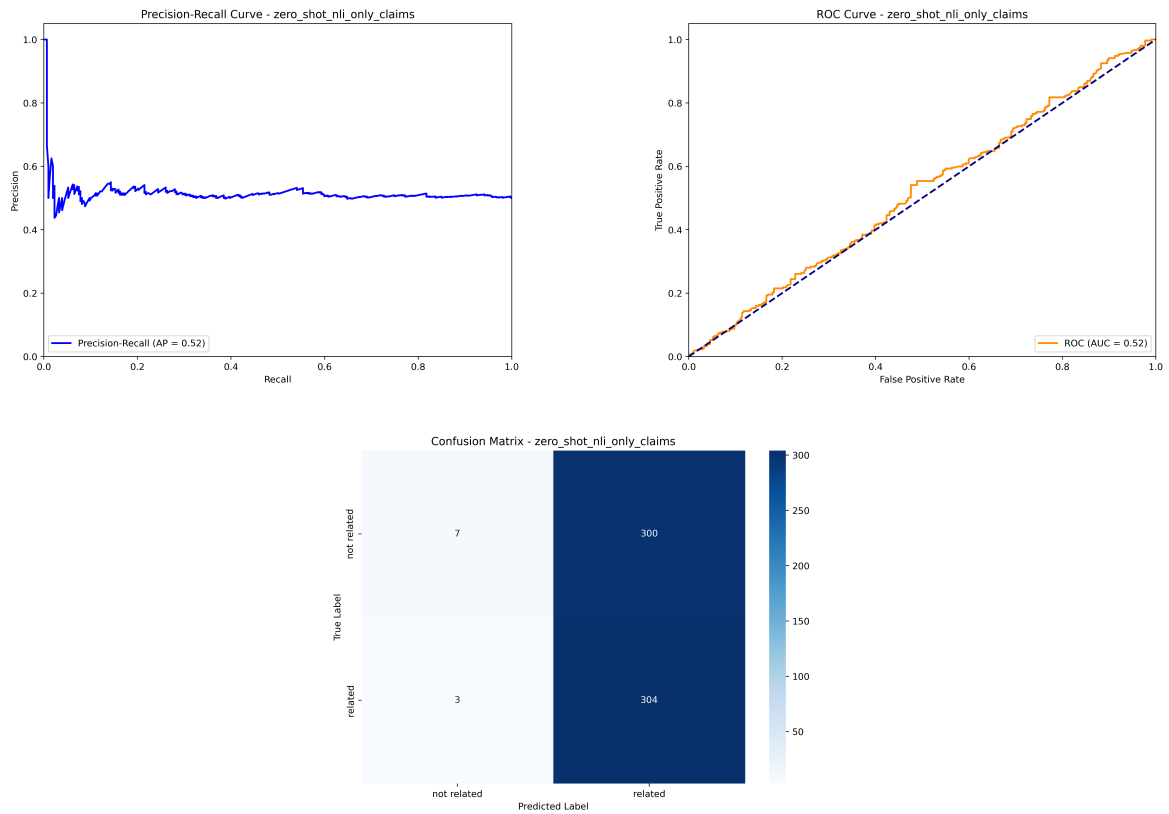 Precision-Recall Curve - zero_shot_nli_only_claims
1.0
0.8
0.6
0.4
0.2
0.0
Precision
Precision-Recall (AP = 0.52)
0.0 0.2 0.4 0.6 0.8 1.0
Recall
ROC Curve - zero_shot_nli_only_claims
1.0
0.8
0.6
0.4
0.2
0.0
True Positive Rate
ROC (AUC = 0.52)
0.0 0.2 0.4 0.6 0.8 1.0
False Positive Rate
Confusion Matrix - zero_shot_nli_only_claims
True Label
not related
7 300
related
3 304
not related related
Predicted Label
300
250
200
150
100
50